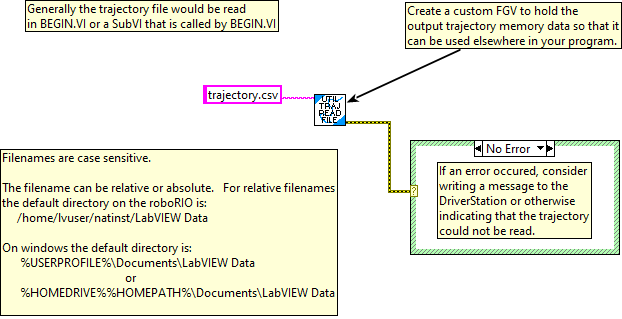 Generally the trajectory file would be read
in BEGIN.VI or a SubVI that is called by BEGIN.VI
Create a custom FGV to hold the
output trajectory memory data so that it
can be used elsewhere in your program.
trajectory.csv
UTIL
TRAJ
READ
FILE
No Error
?
If an error occured, consider
writing a message to the
DriverStation or otherwise
indicating that the trajectory
could not be read.
Filenames are case sensitive.
The filename can be relative or absolute. For relative filenames
the default directory on the roboRIO is:
/home/lvuser/natinst/LabVIEW Data
On windows the default directory is:
%USERPROFILE%\Documents\LabVIEW Data
or
%HOMEDRIVE%%HOMEPATH%\Documents\LabVIEW Data